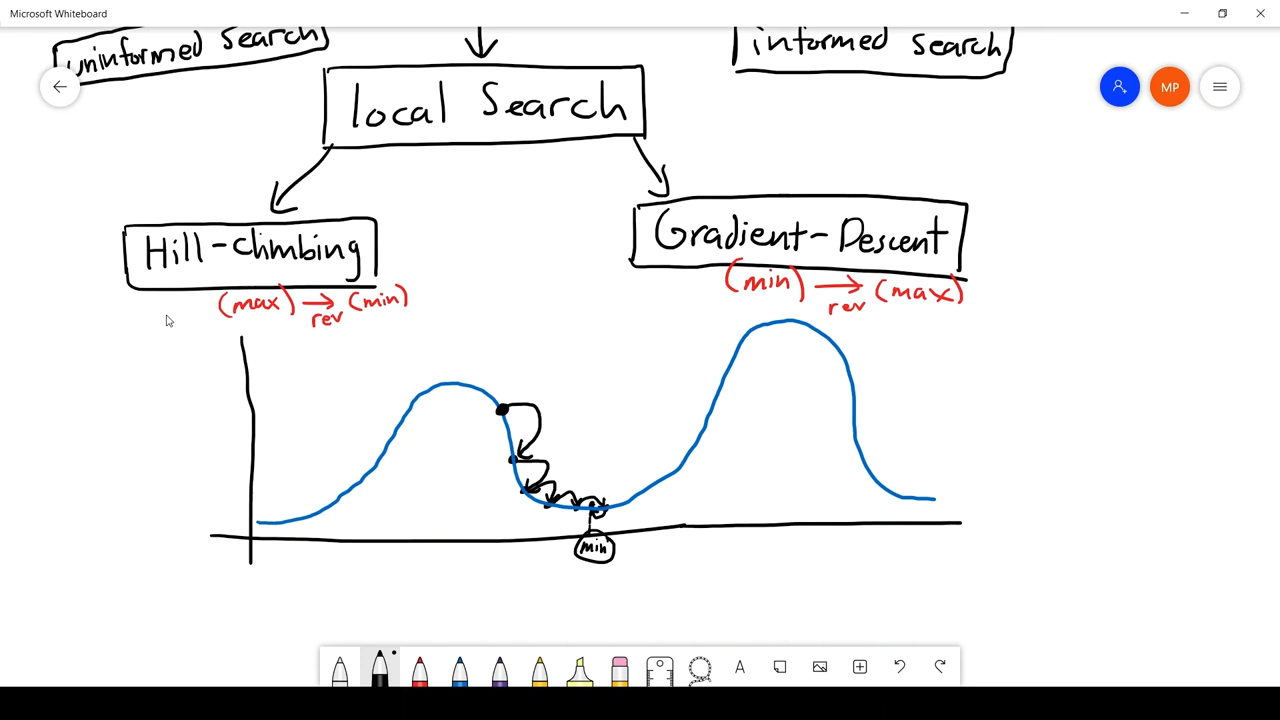 Microsoft Whiteboard
uninformed search
informed search
local Search
MP
Hill-climbing
Gradient-Descent
(max) → (min)
rev
(min) → (max)
rev
min
A